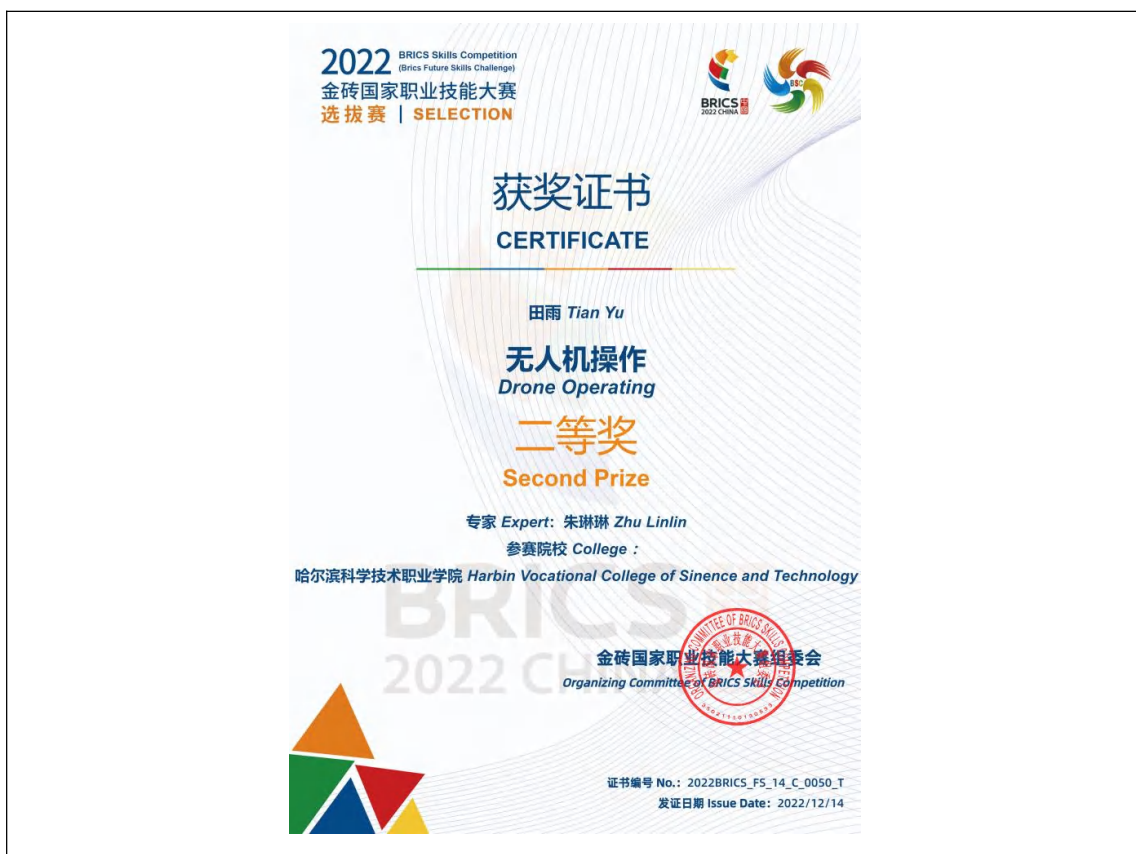 2022 BRICS Skills Competition
(Brics Future Skills Challenge)
金砖国家职业技能大赛
选拔赛 | SELECTION
BRICS
2022 CHINA
BSC
获奖证书
CERTIFICATE
田雨 Tian Yu
无人机操作
Drone Operating
二等奖
Second Prize
专家 Expert: 朱琳琳 Zhu Linlin
参赛院校 College :
哈尔滨科学技术职业学院 Harbin Vocational College of Sinence and Technology
BRICS
2022 CHINA
金砖国家职业技能大赛组委会
Organizing Committee of BRICS Skills Competition
证书编号 No.: 2022BRICS_FS_14_C_0050_T
发证日期 Issue Date: 2022/12/14